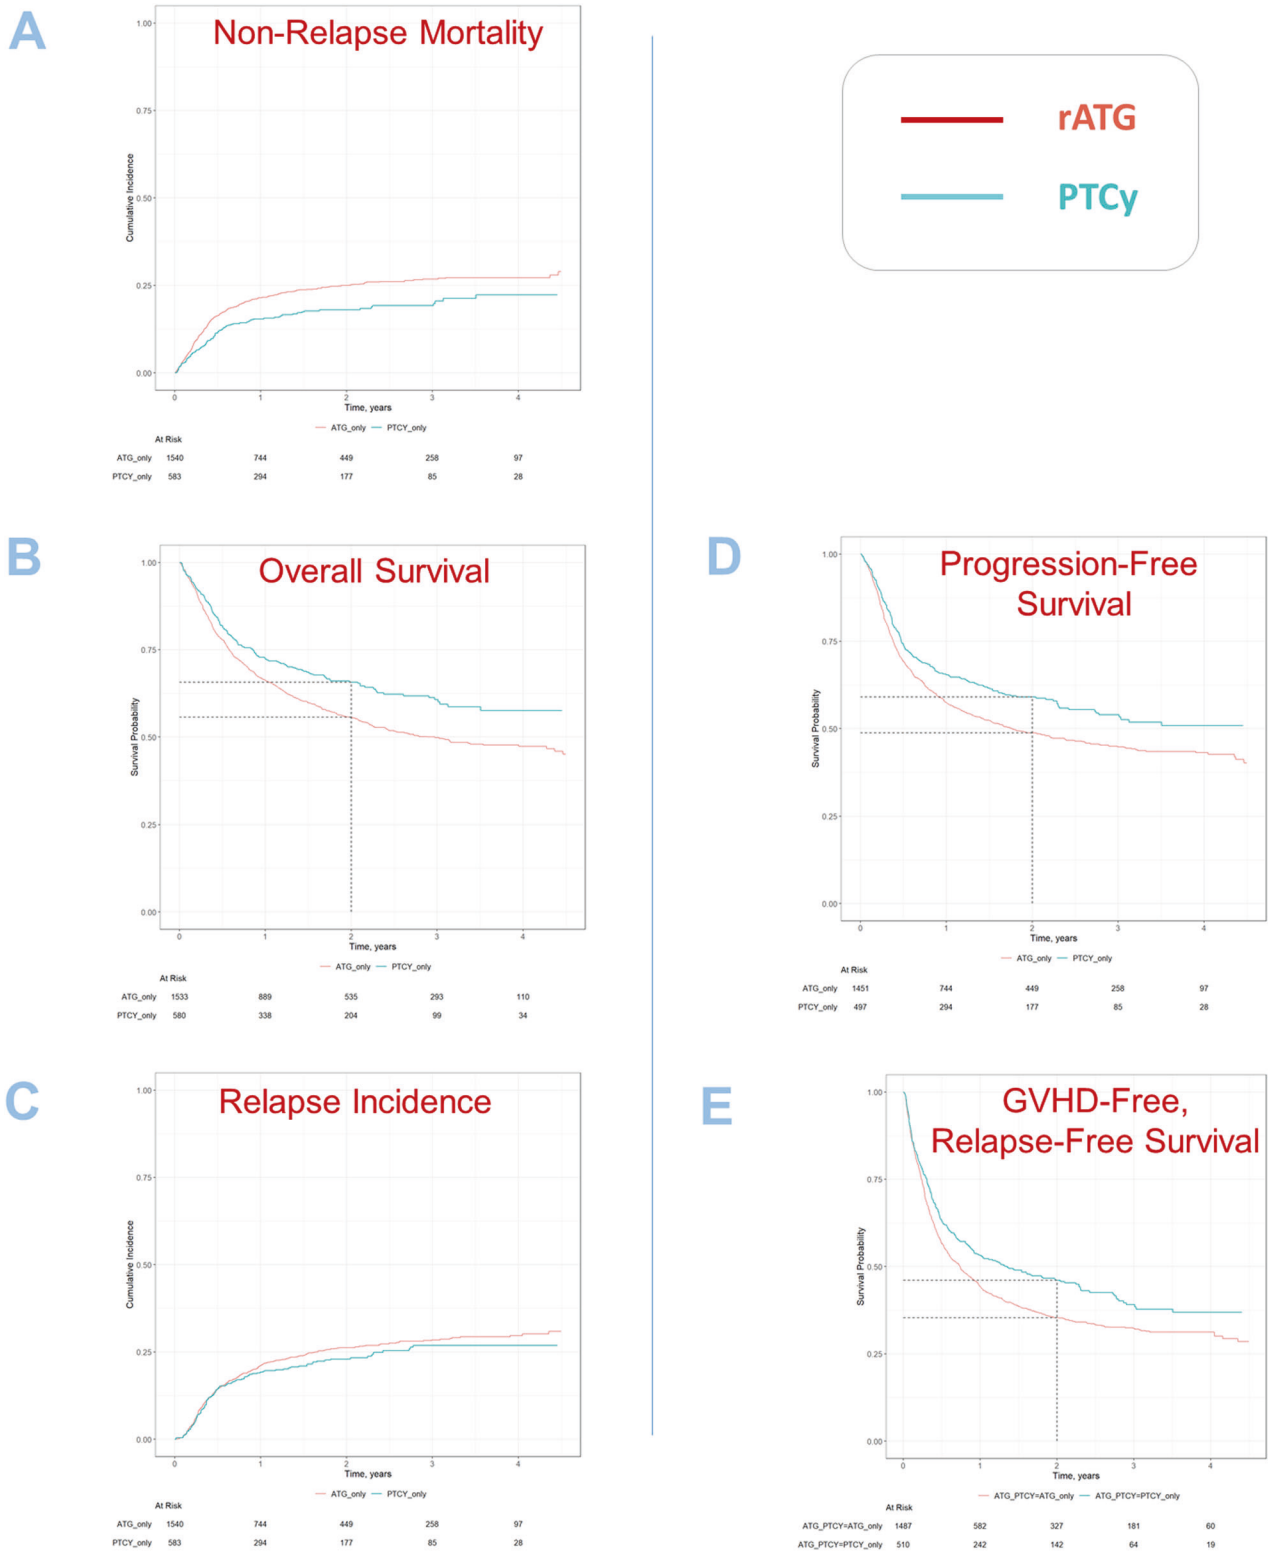 A
Non-Relapse Mortality
1.00
0.75
0.50
0.25
0.00
Cumulative Incidence
0 1 2 3 4
Time, years
ATG_only PTCY_only
At Risk
ATG_only 1540 744 449 258 97
PTCY_only 583 294 177 85 28
rATG
PTCy
B
Overall Survival
1.00
0.75
0.50
0.25
0.00
Survival Probability
0 1 2 3 4
Time, years
ATG_only PTCY_only
At Risk
ATG_only 1533 889 535 293 110
PTCY_only 580 338 204 99 34
C
Relapse Incidence
1.00
0.75
0.50
0.25
0.00
Cumulative Incidence
0 1 2 3 4
Time, years
ATG_only PTCY_only
At Risk
ATG_only 1540 744 449 258 97
PTCY_only 583 294 177 85 28
D
Progression-Free
Survival
1.00
0.75
0.50
0.25
0.00
Survival Probability
0 1 2 3 4
Time, years
ATG_only PTCY_only
At Risk
ATG_only 1451 744 449 258 97
PTCY_only 497 294 177 85 28
E
GVHD-Free,
Relapse-Free Survival
1.00
0.75
0.50
0.25
0.00
Survival Probability
0 1 2 3 4
Time, years
ATG_PTCY=ATG_only ATG_PTCY=PTCY_only
At Risk
ATG_PTCY=ATG_only 1487 582 327 181 60
ATG_PTCY=PTCY_only 510 242 142 64 19